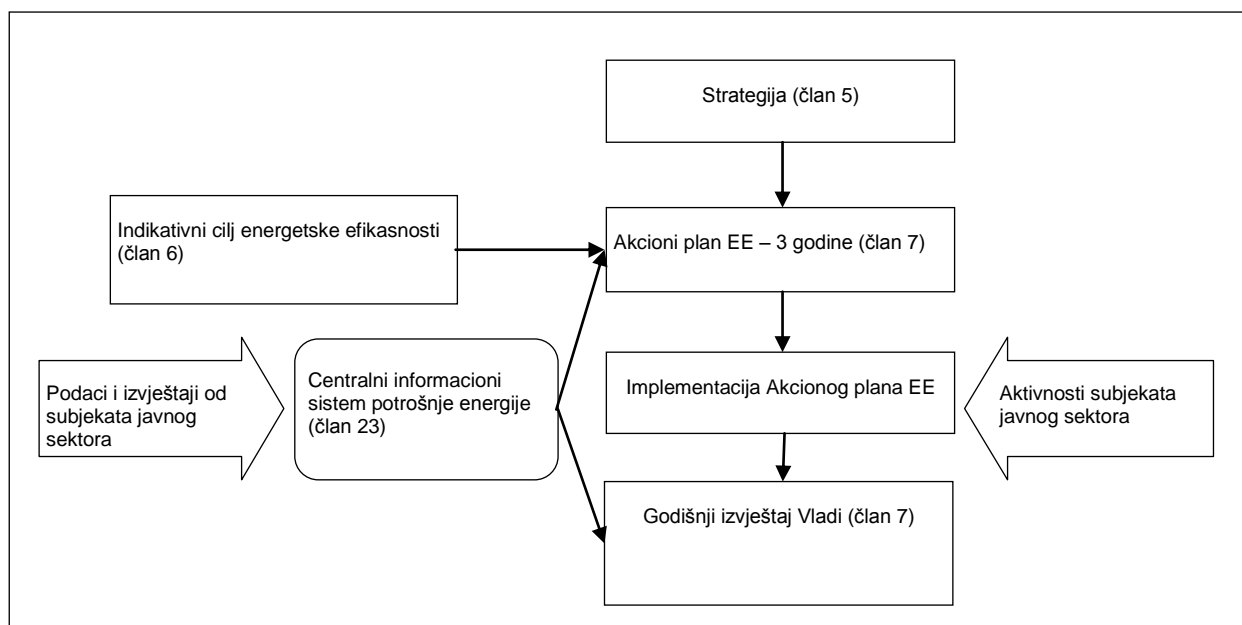 Strategija (član 5)
Indikativni cilj energetske efikasnosti
(član 6)
Akcioni plan EE – 3 godine (član 7)
Podaci i izvještaji od
subjekata javnog
sektora
Centralni informacioni
sistem potrošnje energije
(član 23)
Implementacija Akcionog plana EE
Aktivnosti subjekata
javnog sektora
Godišnji izvještaj Vladi (član 7)